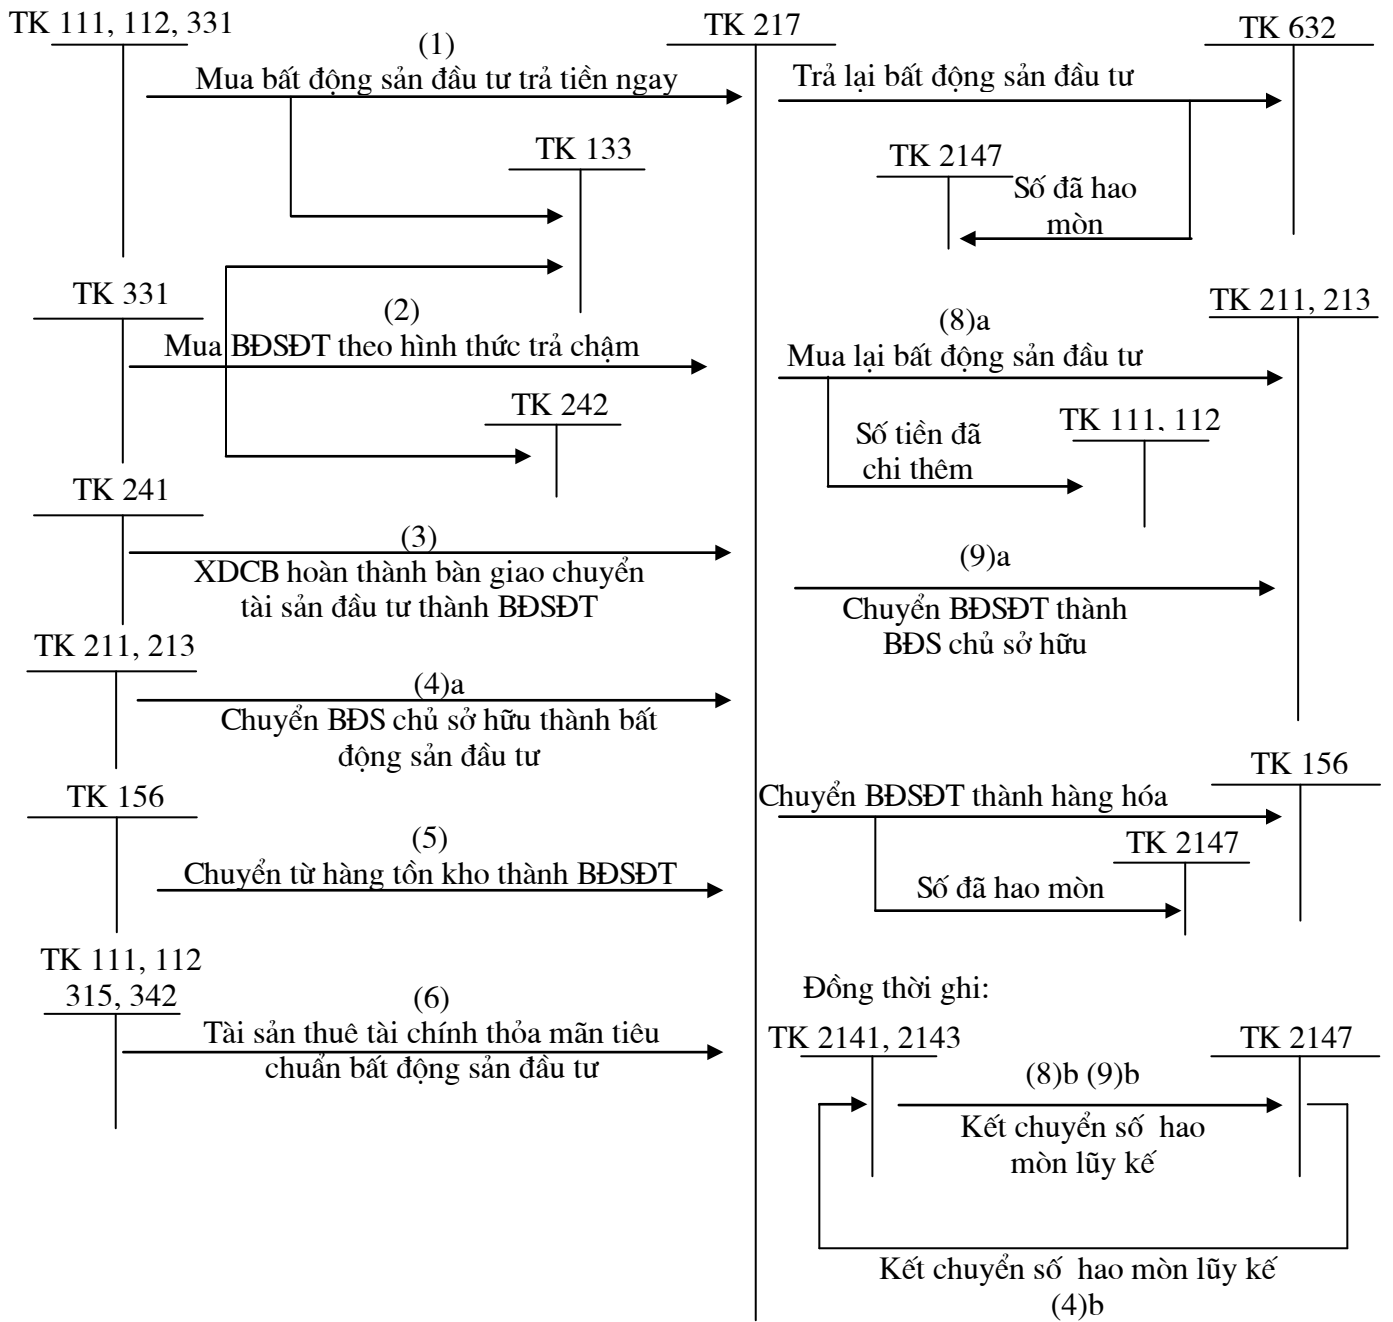 TK 111, 112, 331
(1)
Mua bất động sản đầu tư trả tiền ngay
TK 133
TK 331
(2)
Mua BĐSĐT theo hình thức trả chậm
TK 242
TK 241
(3)
XDCB hoàn thành bàn giao chuyển
tài sản đầu tư thành BĐSĐT
TK 211, 213
(4)a
Chuyển BĐS chủ sở hữu thành bất
động sản đầu tư
TK 156
(5)
Chuyển từ hàng tồn kho thành BĐSĐT
TK 111, 112
315, 342
(6)
Tài sản thuê tài chính thỏa mãn tiêu
chuẩn bất động sản đầu tư
TK 217
TK 632
Trả lại bất động sản đầu tư
TK 2147
Số đã hao
mòn
TK 211, 213
(8)a
Mua lại bất động sản đầu tư
TK 111, 112
Số tiền đã
chi thêm
(9)a
Chuyển BĐSĐT thành
BĐS chủ sở hữu
TK 156
Chuyển BĐSĐT thành hàng hóa
TK 2147
Số đã hao mòn
Đồng thời ghi:
TK 2141, 2143
TK 2147
(8)b (9)b
Kết chuyển số hao
mòn lũy kế
Kết chuyển số hao mòn lũy kế
(4)b